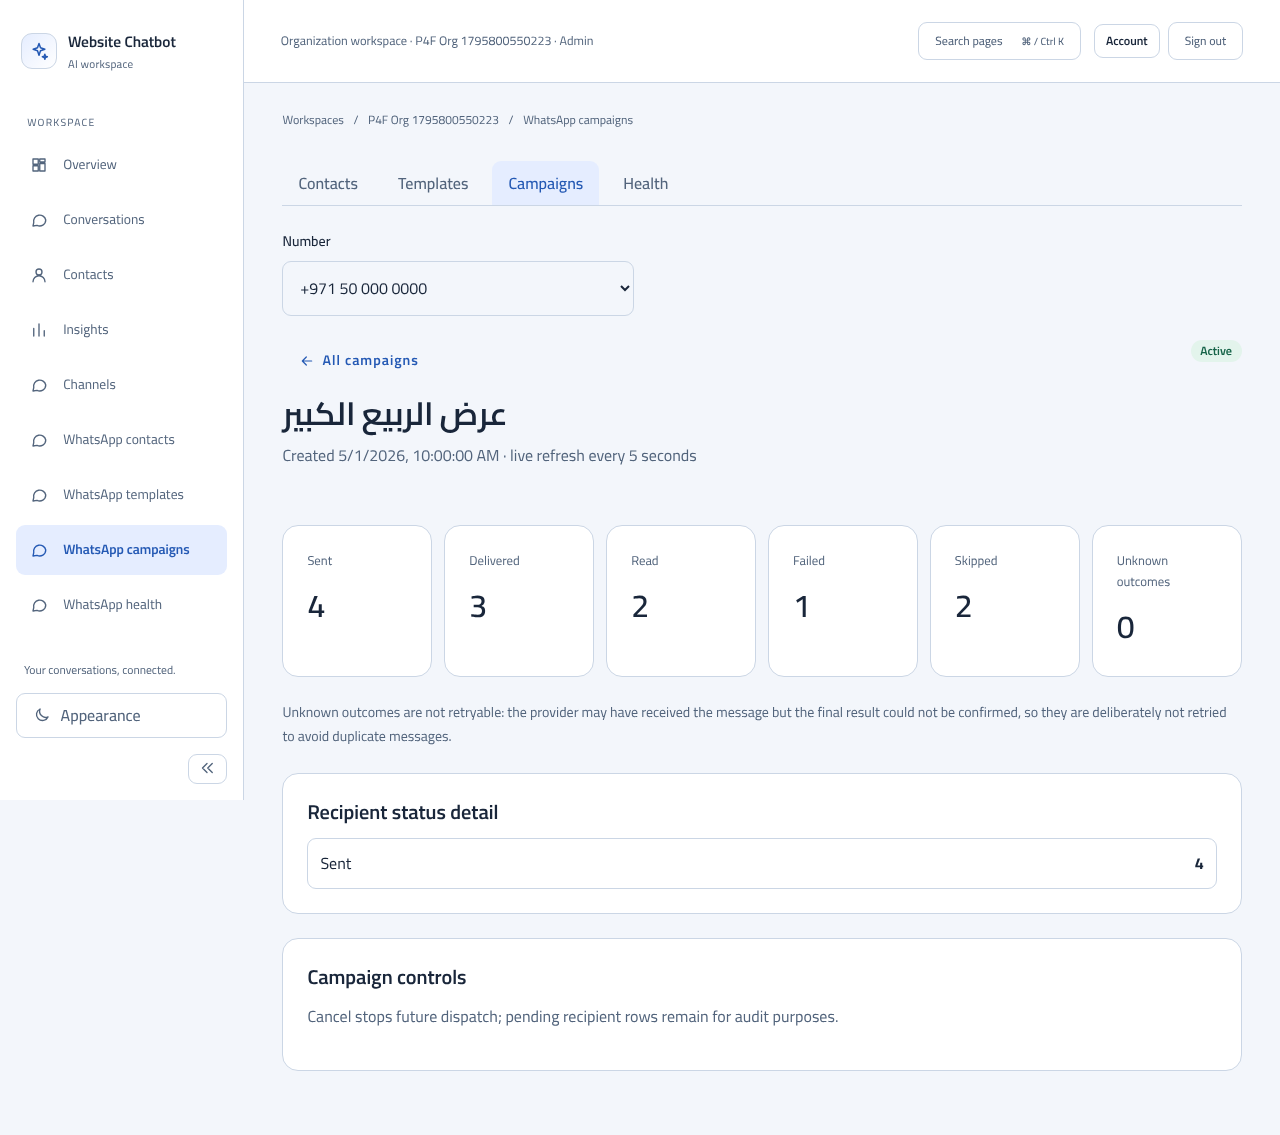 Website Chatbot
AI workspace
WORKSPACE
Overview
Conversations
Contacts
Insights
Channels
WhatsApp contacts
WhatsApp templates
WhatsApp campaigns
WhatsApp health
Your conversations, connected.
Appearance
Organization workspace · P4F Org 1795800550223 · Admin
Search pages ⌘ / Ctrl K
Account
Sign out
Workspaces / P4F Org 1795800550223 / WhatsApp campaigns
Contacts Templates Campaigns Health
Number
+971 50 000 0000
← All campaigns
Active
عرض الربيع الكبير
Created 5/1/2026, 10:00:00 AM · live refresh every 5 seconds
Sent
4
Delivered
3
Read
2
Failed
1
Skipped
2
Unknown
outcomes
0
Unknown outcomes are not retryable: the provider may have received the message but the final result could not be confirmed, so they are deliberately not retried
to avoid duplicate messages.
Recipient status detail
Sent 4
Campaign controls
Cancel stops future dispatch; pending recipient rows remain for audit purposes.